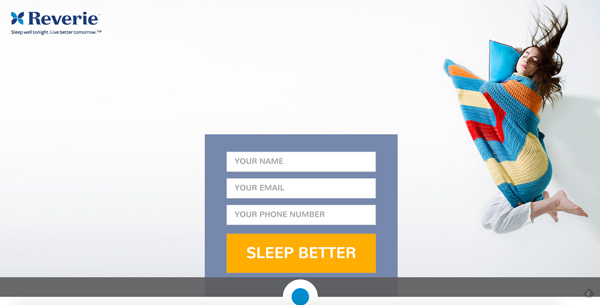 Reverie
Sleep well tonight. Live better tomorrow.™
YOUR NAME
YOUR EMAIL
YOUR PHONE NUMBER
SLEEP BETTER